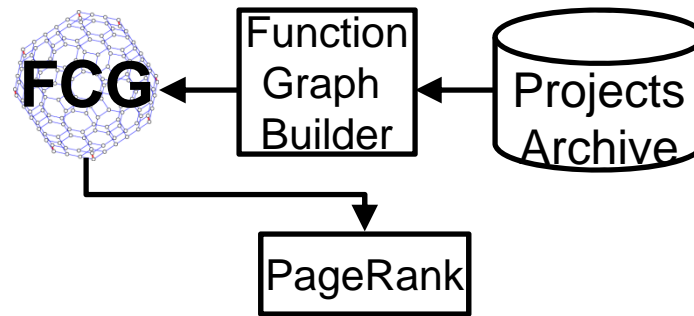 FCG
Function
Graph
Builder
Projects
Archive
PageRank